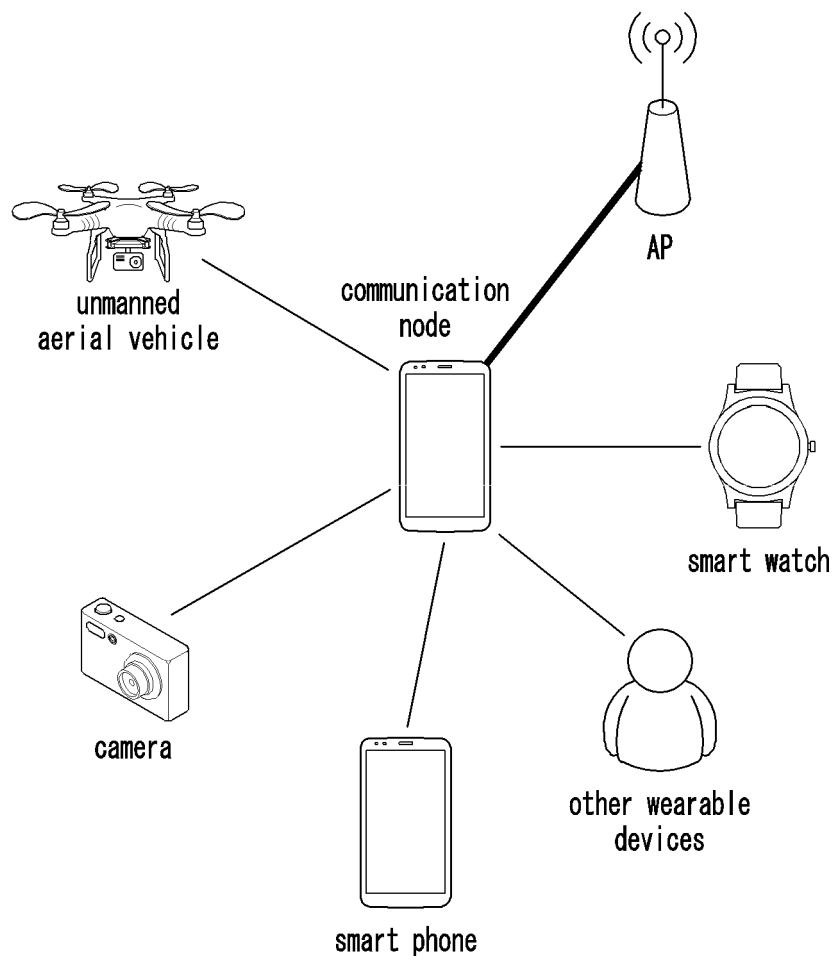 AP
unmanned
aerial vehicle
communication
node
smart watch
camera
other wearable
devices
smart phone